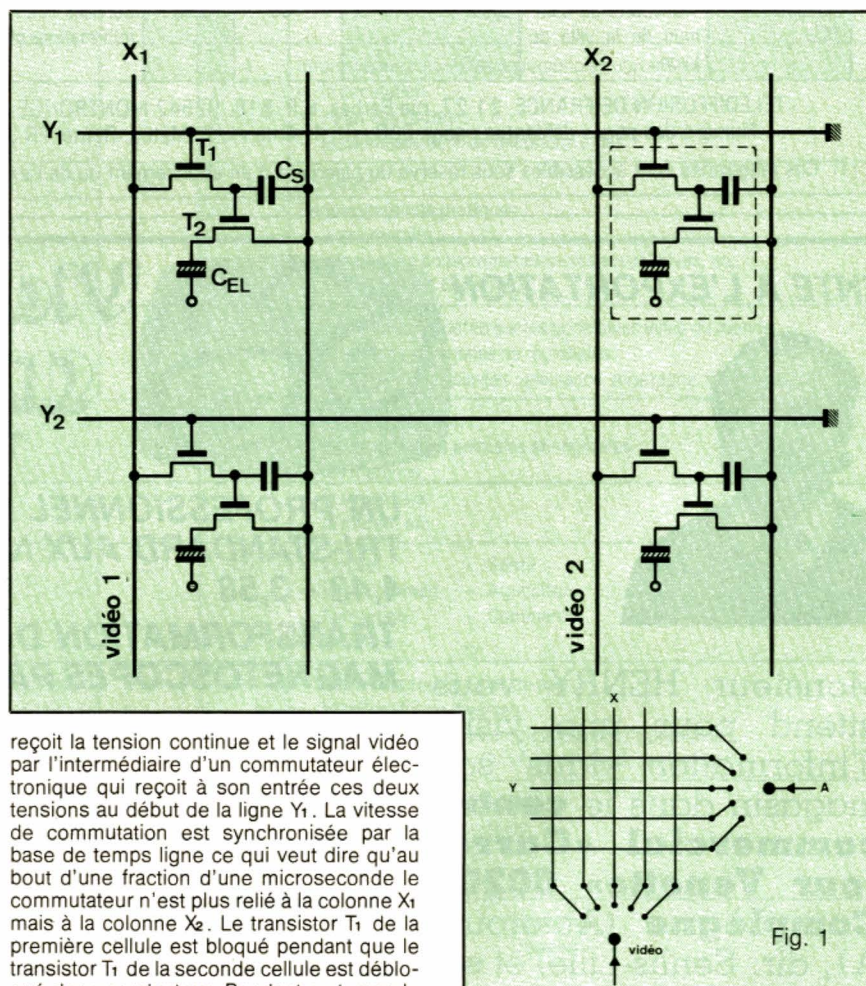 X₁
X₂
Y₁
T₁
C_S
T₂
C_EL
Y₂
vidéo 1
vidéo 2
reçoit la tension continue et le signal vidéo
par l'intermédiaire d'un commutateur élec-
tronique qui reçoit à son entrée ces deux
tensions au début de la ligne Y₁. La vitesse
de commutation est synchronisée par la
base de temps ligne ce qui veut dire qu'au
bout d'une fraction d'une microseconde le
commutateur n'est plus relié à la colonne X₁
mais à la colonne X₂. Le transistor T₁ de la
première cellule est bloqué pendant que le
transistor T₁ de la seconde cellule est déblo-
X
Y
A
vidéo
Fig. 1